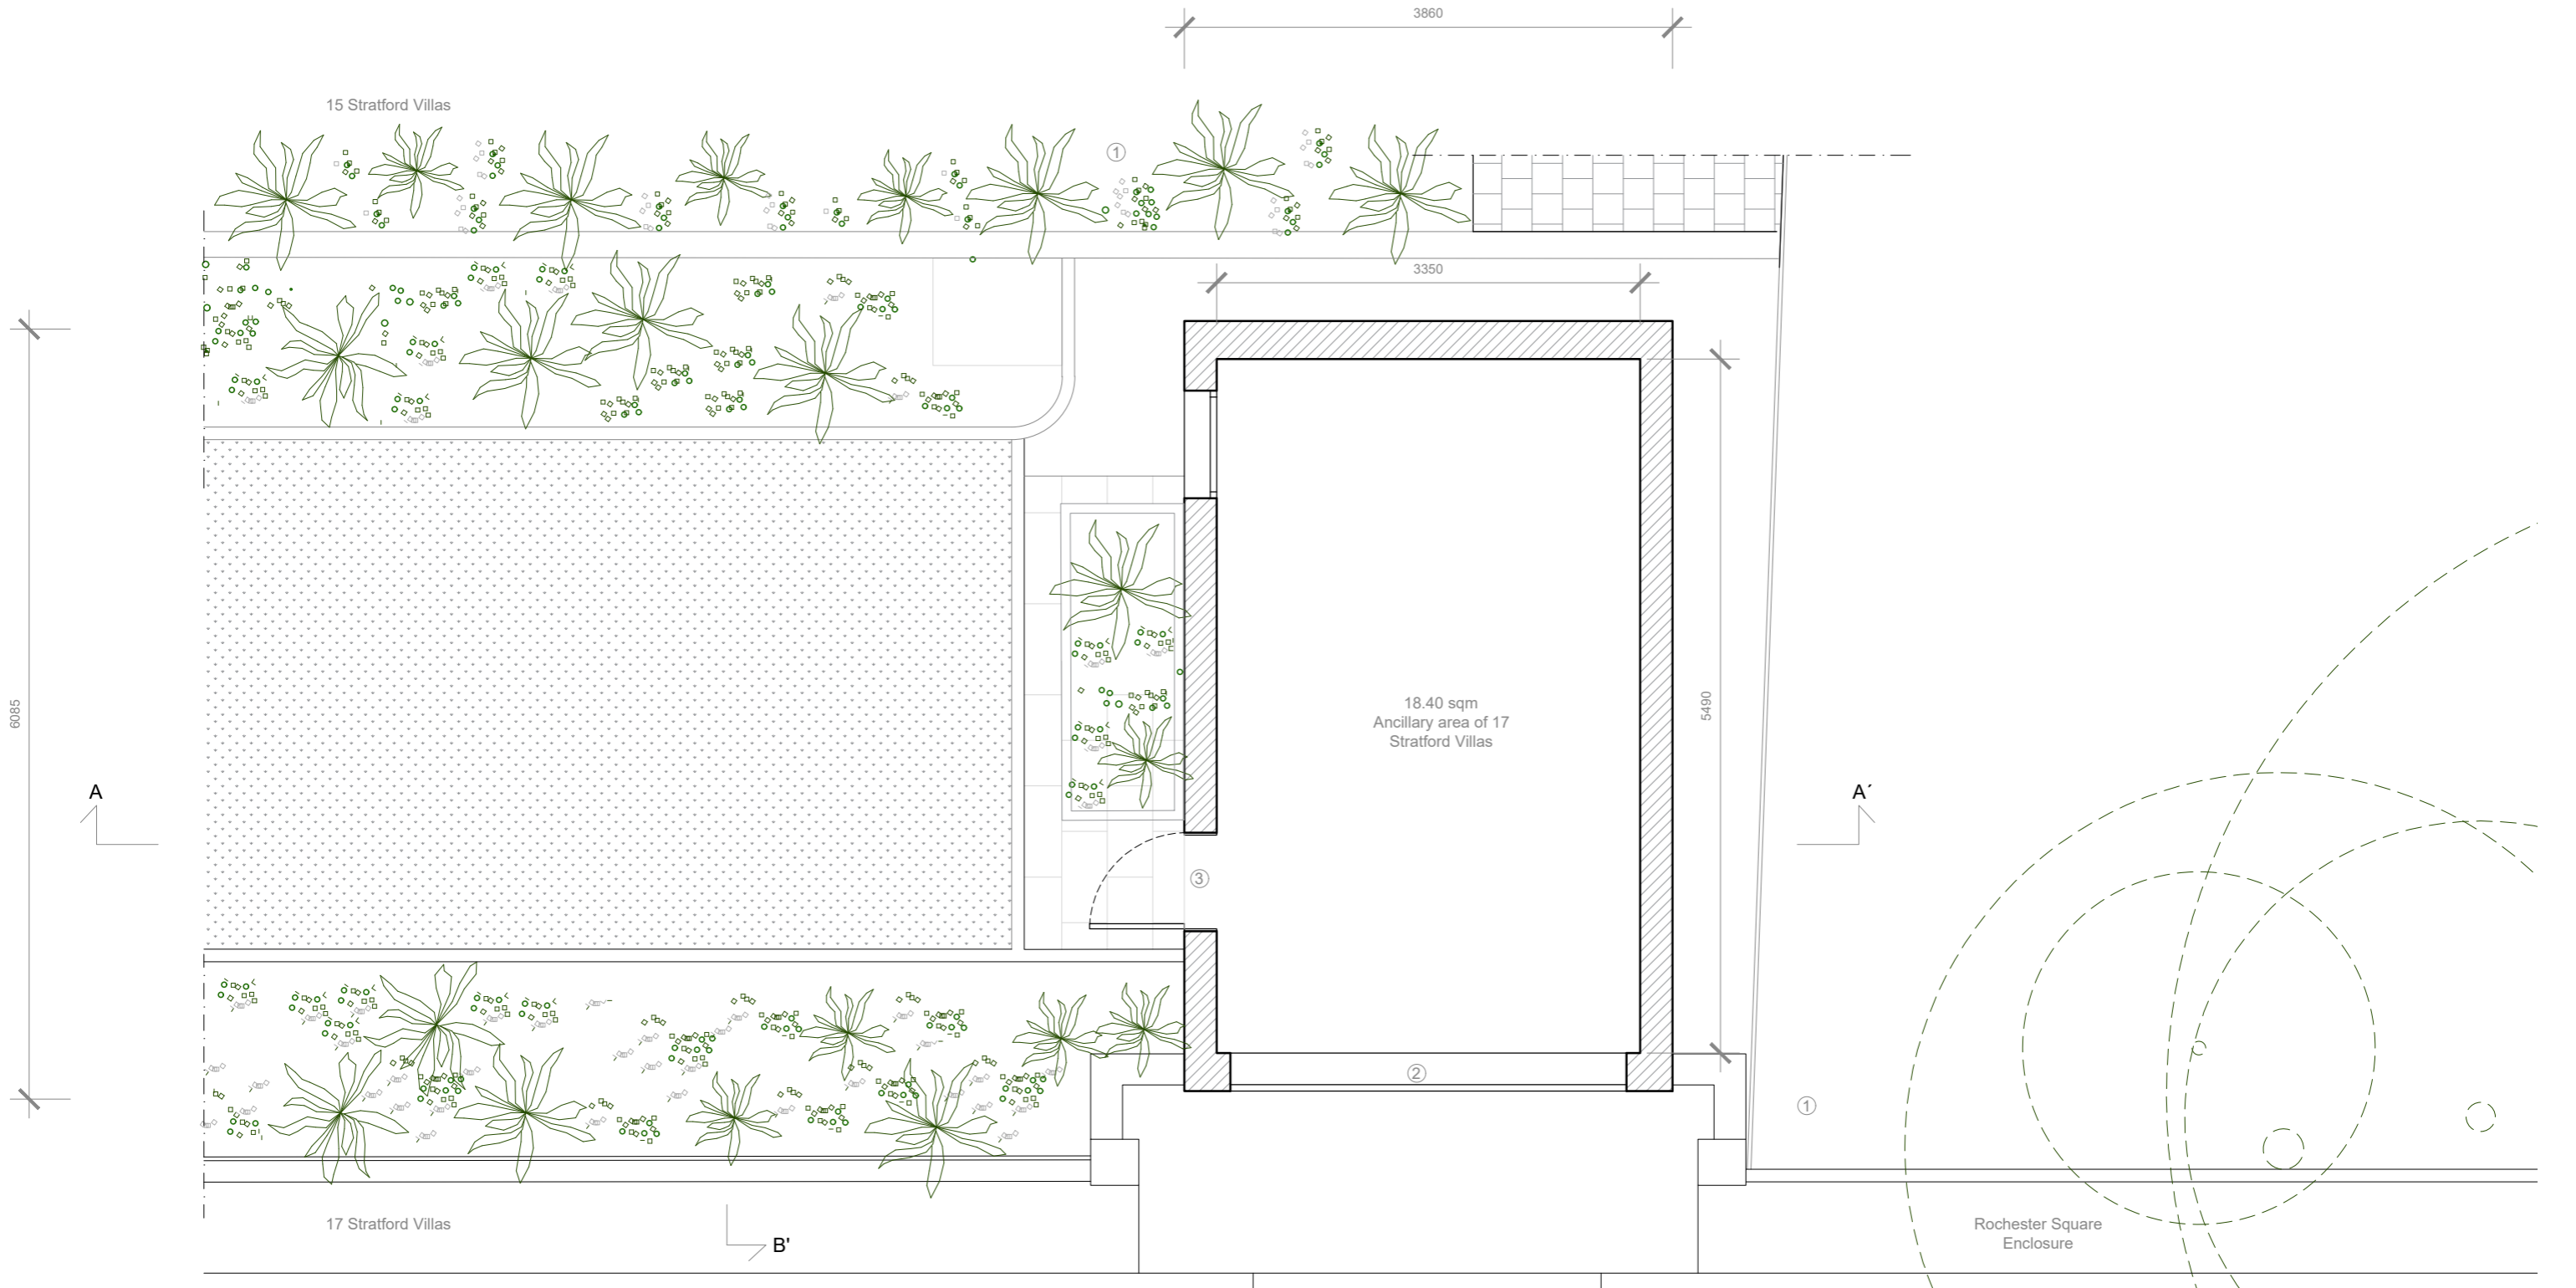 3860
15 Stratford Villas
1
3350
6085
18.40 sqm
Ancillary area of 17
Stratford Villas
5490
A
A´
3
2
1
17 Stratford Villas
B'
Rochester Square
Enclosure